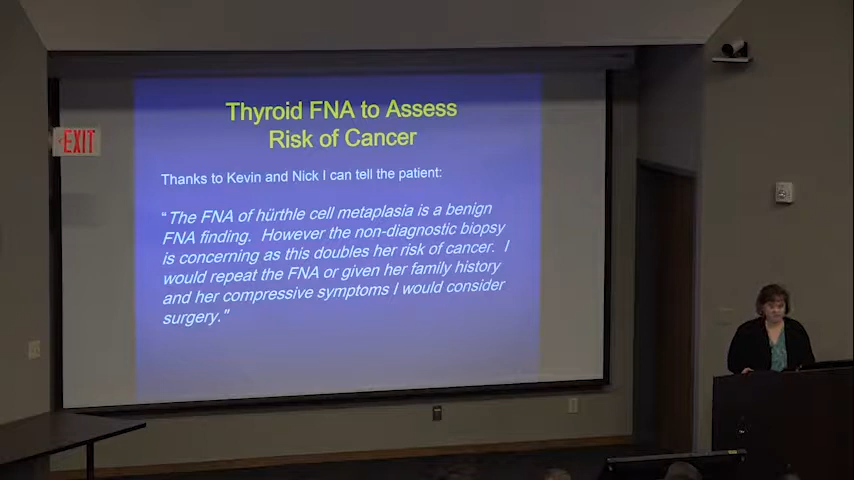 Thyroid FNA to Assess
Risk of Cancer
EXIT
Thanks to Kevin and Nick I can tell the patient:
“The FNA of hürthle cell metaplasia is a benign
FNA finding. However the non-diagnostic biopsy
is concerning as this doubles her risk of cancer. I
would repeat the FNA or given her family history
and her compressive symptoms I would consider
surgery.”